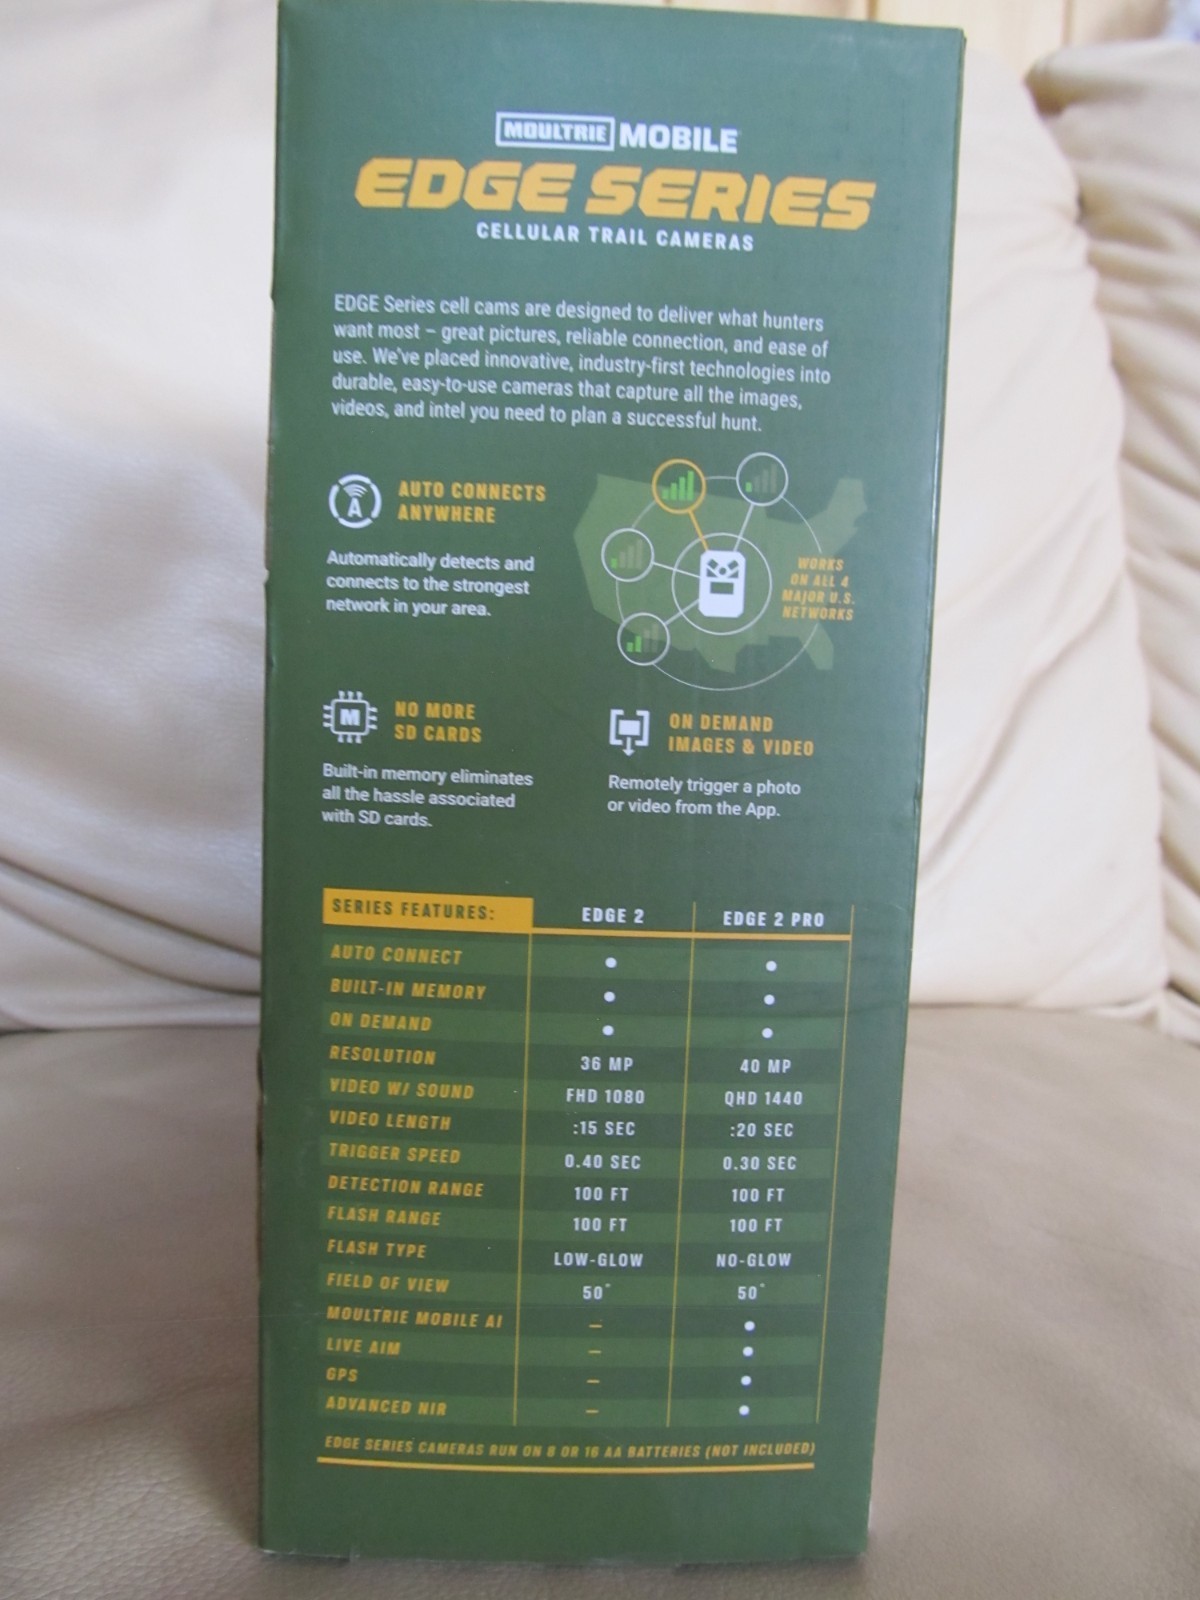 MOULTRIE MOBILE
EDGE SERIES
CELLULAR TRAIL CAMERAS
EDGE Series cell cams are designed to deliver what hunters
want most – great pictures, reliable connection, and ease of
use. We've placed innovative, industry-first technologies into
durable, easy-to-use cameras that capture all the images,
videos, and intel you need to plan a successful hunt.
A
AUTO CONNECTS
ANYWHERE
Automatically detects and
connects to the strongest
network in your area.
WORKS
ON ALL 4
MAJOR U.S.
NETWORKS
M
NO MORE
SD CARDS
Built-in memory eliminates
all the hassle associated
with SD cards.
ON DEMAND
IMAGES & VIDEO
Remotely trigger a photo
or video from the App.
SERIES FEATURES: EDGE 2 EDGE 2 PRO
AUTO CONNECT ● ●
BUILT-IN MEMORY ● ●
ON DEMAND ● ●
RESOLUTION 36 MP 40 MP
VIDEO W/ SOUND FHD 1080 QHD 1440
VIDEO LENGTH :15 SEC :20 SEC
TRIGGER SPEED 0.40 SEC 0.30 SEC
DETECTION RANGE 100 FT 100 FT
FLASH RANGE 100 FT 100 FT
FLASH TYPE LOW-GLOW NO-GLOW
FIELD OF VIEW 50° 50°
MOULTRIE MOBILE AI – ●
LIVE AIM – ●
GPS – ●
ADVANCED NIR – ●
EDGE SERIES CAMERAS RUN ON 8 OR 16 AA BATTERIES (NOT INCLUDED)